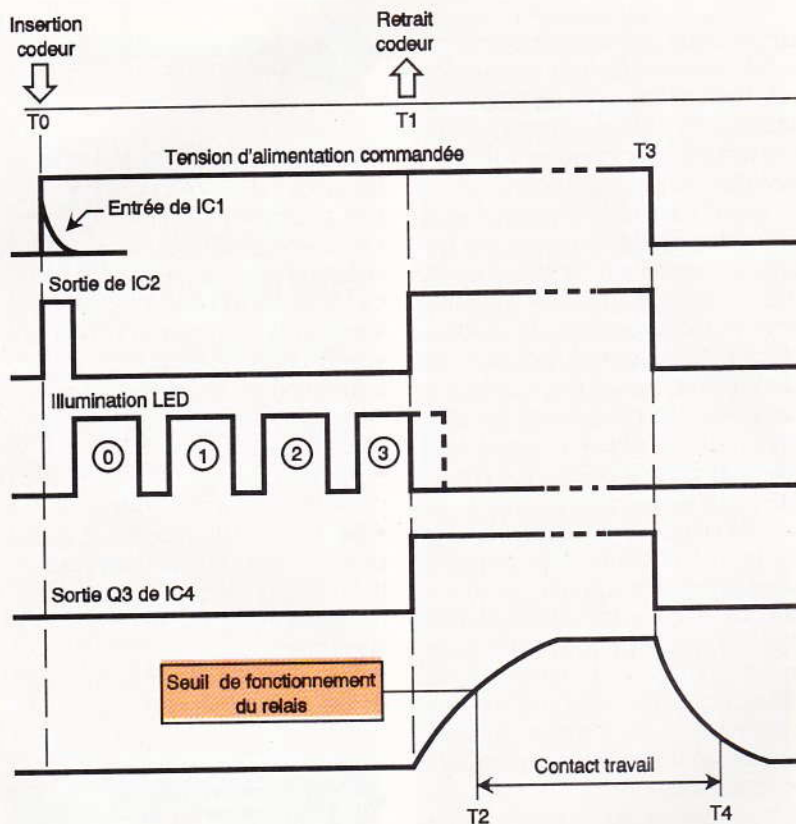 Insertion
codeur
Retrait
codeur
T0
T1
Tension d'alimentation commandée
T3
Entrée de IC1
Sortie de IC2
Illumination LED
0 1 2 3
Sortie Q3 de IC4
Seuil de fonctionnement
du relais
Contact travail
T2
T4